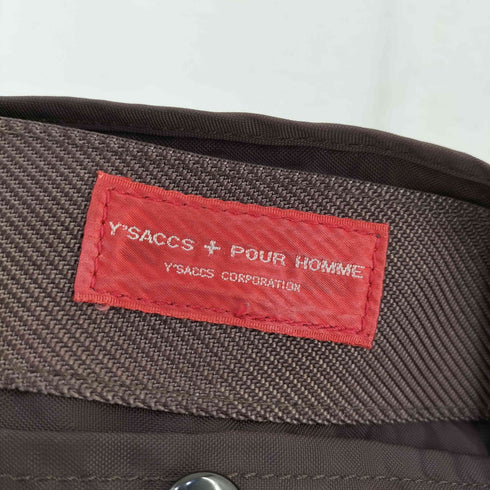 Y"SACCS + POUR HOMME
Y"SACCS CORPORATION